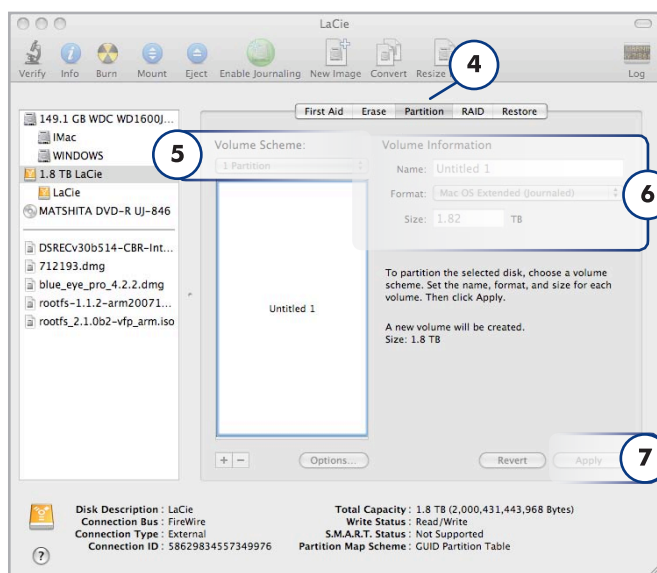 LaCie
Verify Info Burn Mount Eject Enable Journaling New Image Convert Resize Log
4
First Aid Erase Partition RAID Restore
149.1 GB WDC WD1600J...
IMac
WINDOWS
1.8 TB LaCie
LaCie
MATSHITA DVD-R UJ-846
DSRECv30b514-CBR-Int...
712193.dmg
blue_eye_pro_4.2.2.dmg
rootfs-1.1.2-arm20071...
rootfs_2.1.0b2-vfp_arm.iso
5
Volume Scheme:
1 Partition
Untitled 1
Volume Information
Name: Untitled 1
Format: Mac OS Extended (Journaled)
Size: 1.82 TB
6
To partition the selected disk, choose a volume
scheme. Set the name, format, and size for each
volume. Then click Apply.
A new volume will be created.
Size: 1.8 TB
+ −
Options...
Revert
Apply
7
Disk Description : LaCie
Connection Bus : FireWire
Connection Type : External
Connection ID : 58629834557349976
Total Capacity : 1.8 TB (2,000,431,443,968 Bytes)
Write Status : Read/Write
S.M.A.R.T. Status : Not Supported
Partition Map Scheme : GUID Partition Table
?